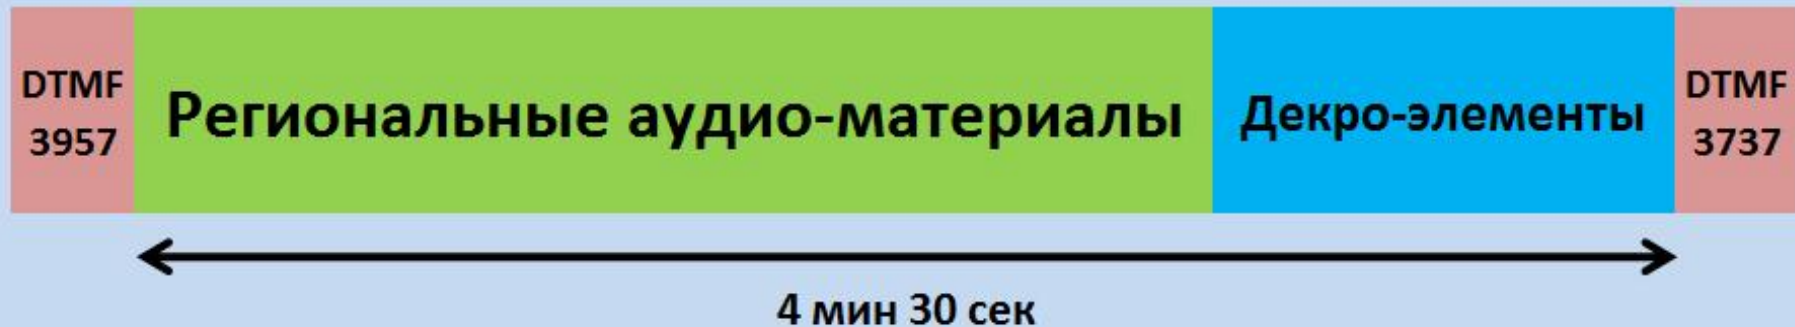 DTMF
3957
Региональные аудио-материалы
Декро-элементы
DTMF
3737
4 мин 30 сек